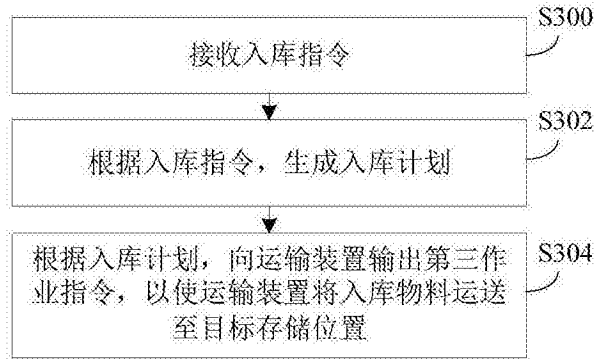 S300
接收入库指令
S302
根据入库指令，生成入库计划
S304
根据入库计划，向运输装置输出第三作
业指令，以使运输装置将入库物料运送
至目标存储位置